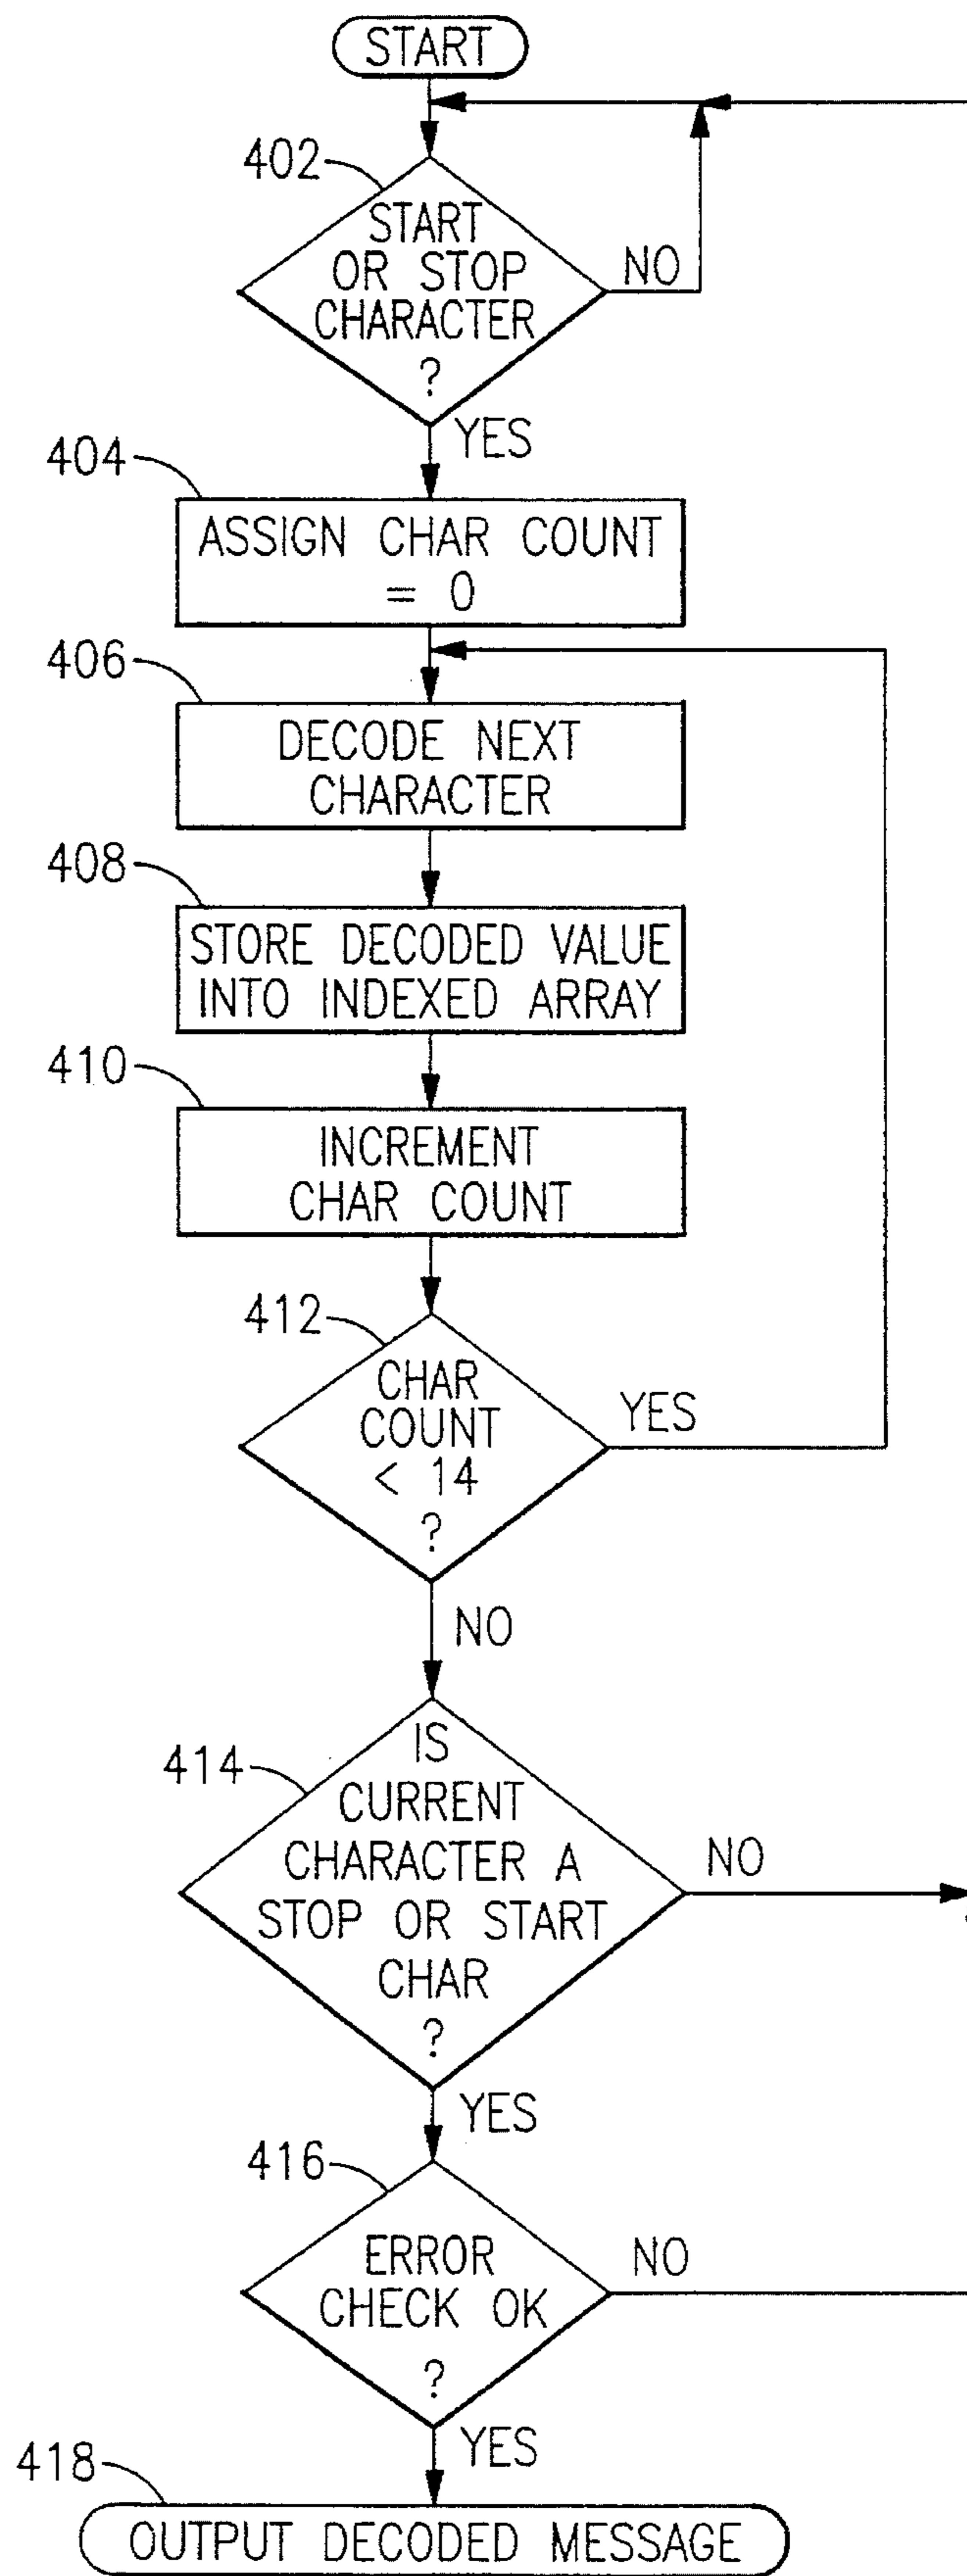 START
402
START
OR STOP
CHARACTER
?
NO
YES
404
ASSIGN CHAR COUNT
= 0
406
DECODE NEXT
CHARACTER
408
STORE DECODED VALUE
INTO INDEXED ARRAY
410
INCREMENT
CHAR COUNT
412
CHAR
COUNT
< 14
?
YES
NO
414
IS
CURRENT
CHARACTER A
STOP OR START
CHAR
?
NO
YES
416
ERROR
CHECK OK
?
NO
YES
418
OUTPUT DECODED MESSAGE